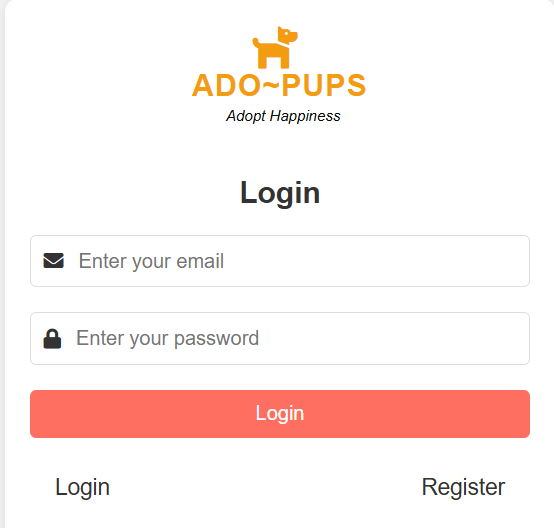 ADO~PUPS
Adopt Happiness
Login
Enter your email
Enter your password
Login
Login Register